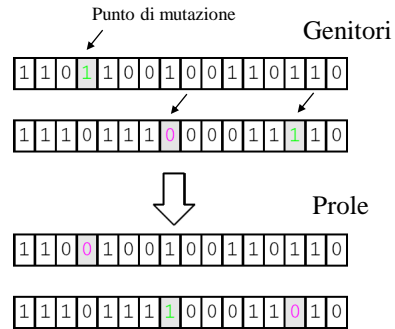 Punto di mutazione
Genitori
1 1 0 1 1 0 0 1 0 0 1 1 0 1 1 0
1 1 1 0 1 1 1 0 0 0 0 1 1 1 1 0
Prole
1 1 0 0 1 0 0 1 0 0 1 1 0 1 1 0
1 1 1 0 1 1 1 1 0 0 0 1 1 0 1 0